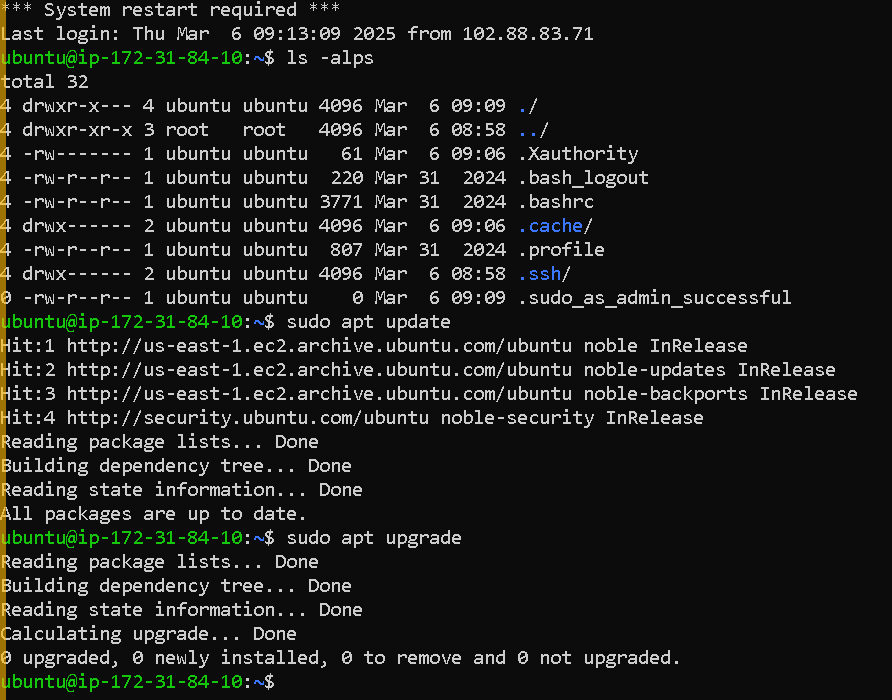 *** System restart required ***
Last login: Thu Mar  6 09:13:09 2025 from 102.88.83.71
ubuntu@ip-172-31-84-10:~$ ls -alps
total 32
4 drwxr-x--- 4 ubuntu ubuntu 4096 Mar  6 09:09 ./
4 drwxr-xr-x 3 root   root   4096 Mar  6 08:58 ../
4 -rw------- 1 ubuntu ubuntu   61 Mar  6 09:06 .Xauthority
4 -rw-r--r-- 1 ubuntu ubuntu  220 Mar 31  2024 .bash_logout
4 -rw-r--r-- 1 ubuntu ubuntu 3771 Mar 31  2024 .bashrc
4 drwx------ 2 ubuntu ubuntu 4096 Mar  6 09:06 .cache/
4 -rw-r--r-- 1 ubuntu ubuntu  807 Mar 31  2024 .profile
4 drwx------ 2 ubuntu ubuntu 4096 Mar  6 08:58 .ssh/
0 -rw-r--r-- 1 ubuntu ubuntu    0 Mar  6 09:09 .sudo_as_admin_successful
ubuntu@ip-172-31-84-10:~$ sudo apt update
Hit:1 http://us-east-1.ec2.archive.ubuntu.com/ubuntu noble InRelease
Hit:2 http://us-east-1.ec2.archive.ubuntu.com/ubuntu noble-updates InRelease
Hit:3 http://us-east-1.ec2.archive.ubuntu.com/ubuntu noble-backports InRelease
Hit:4 http://security.ubuntu.com/ubuntu noble-security InRelease
Reading package lists... Done
Building dependency tree... Done
Reading state information... Done
All packages are up to date.
ubuntu@ip-172-31-84-10:~$ sudo apt upgrade
Reading package lists... Done
Building dependency tree... Done
Reading state information... Done
Calculating upgrade... Done
0 upgraded, 0 newly installed, 0 to remove and 0 not upgraded.
ubuntu@ip-172-31-84-10:~$